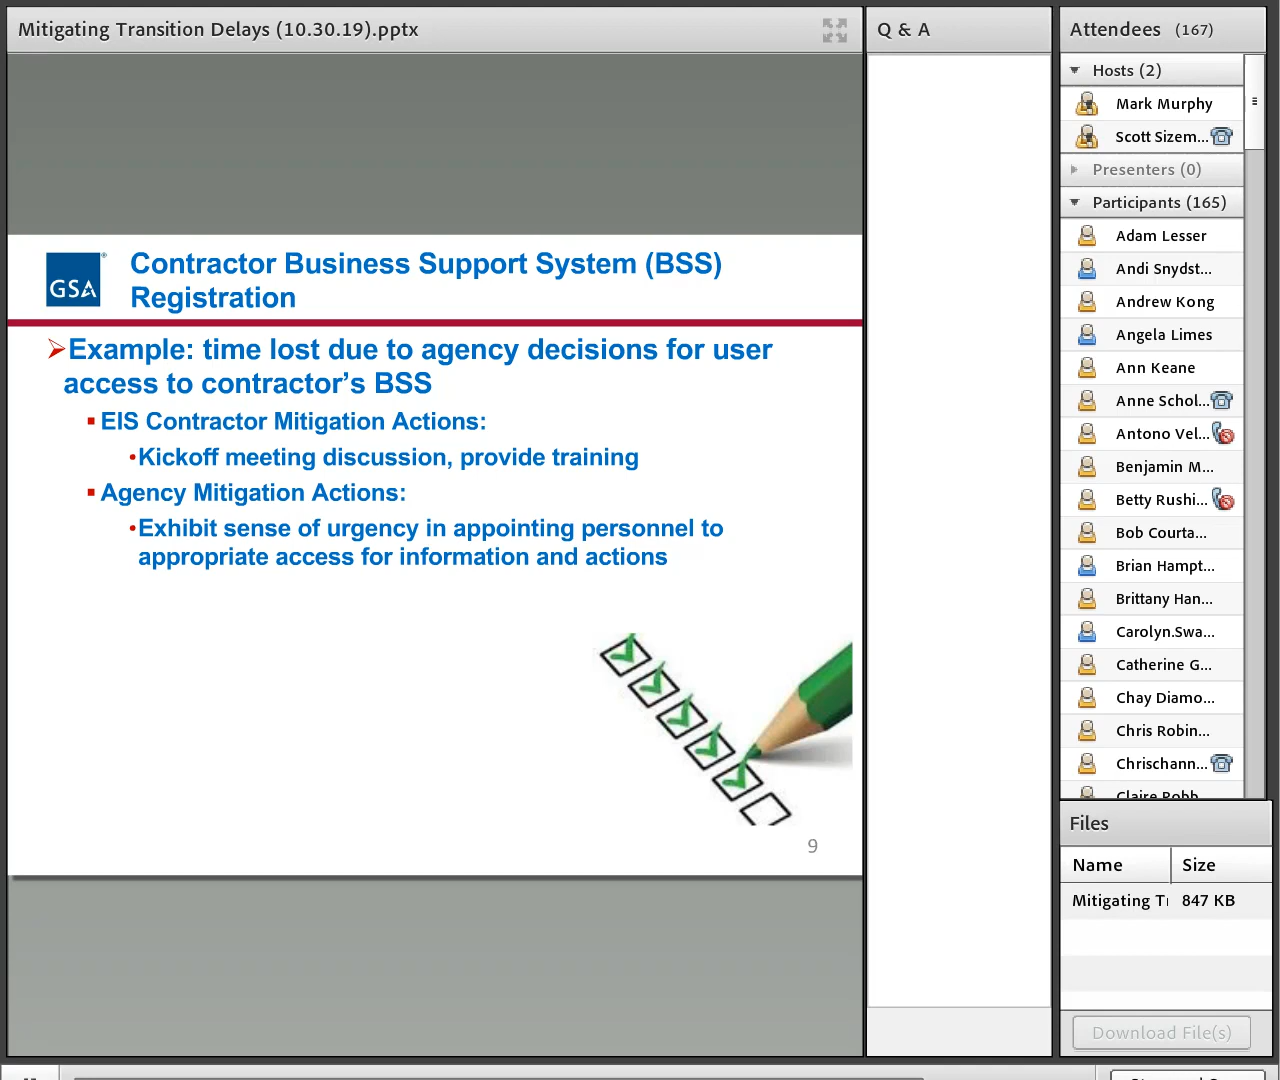 Mitigating Transition Delays (10.30.19).pptx
Q & A
Attendees (167)
Hosts (2)
Mark Murphy
Scott Sizem...
Presenters (0)
Participants (165)
Adam Lesser
Andi Snydst...
Andrew Kong
Angela Limes
Ann Keane
Anne Schol...
Antono Vel...
Benjamin M...
Betty Rushi...
Bob Courta...
Brian Hampt...
Brittany Han...
Carolyn.Swa...
Catherine G...
Chay Diamo...
Chris Robin...
Chrischann...
Claire Robb
GSA
Contractor Business Support System (BSS)
Registration
Example: time lost due to agency decisions for user
access to contractor’s BSS
EIS Contractor Mitigation Actions:
•Kickoff meeting discussion, provide training
Agency Mitigation Actions:
•Exhibit sense of urgency in appointing personnel to
appropriate access for information and actions
9
Files
Name Size
Mitigating 847 KB
Download File(s)